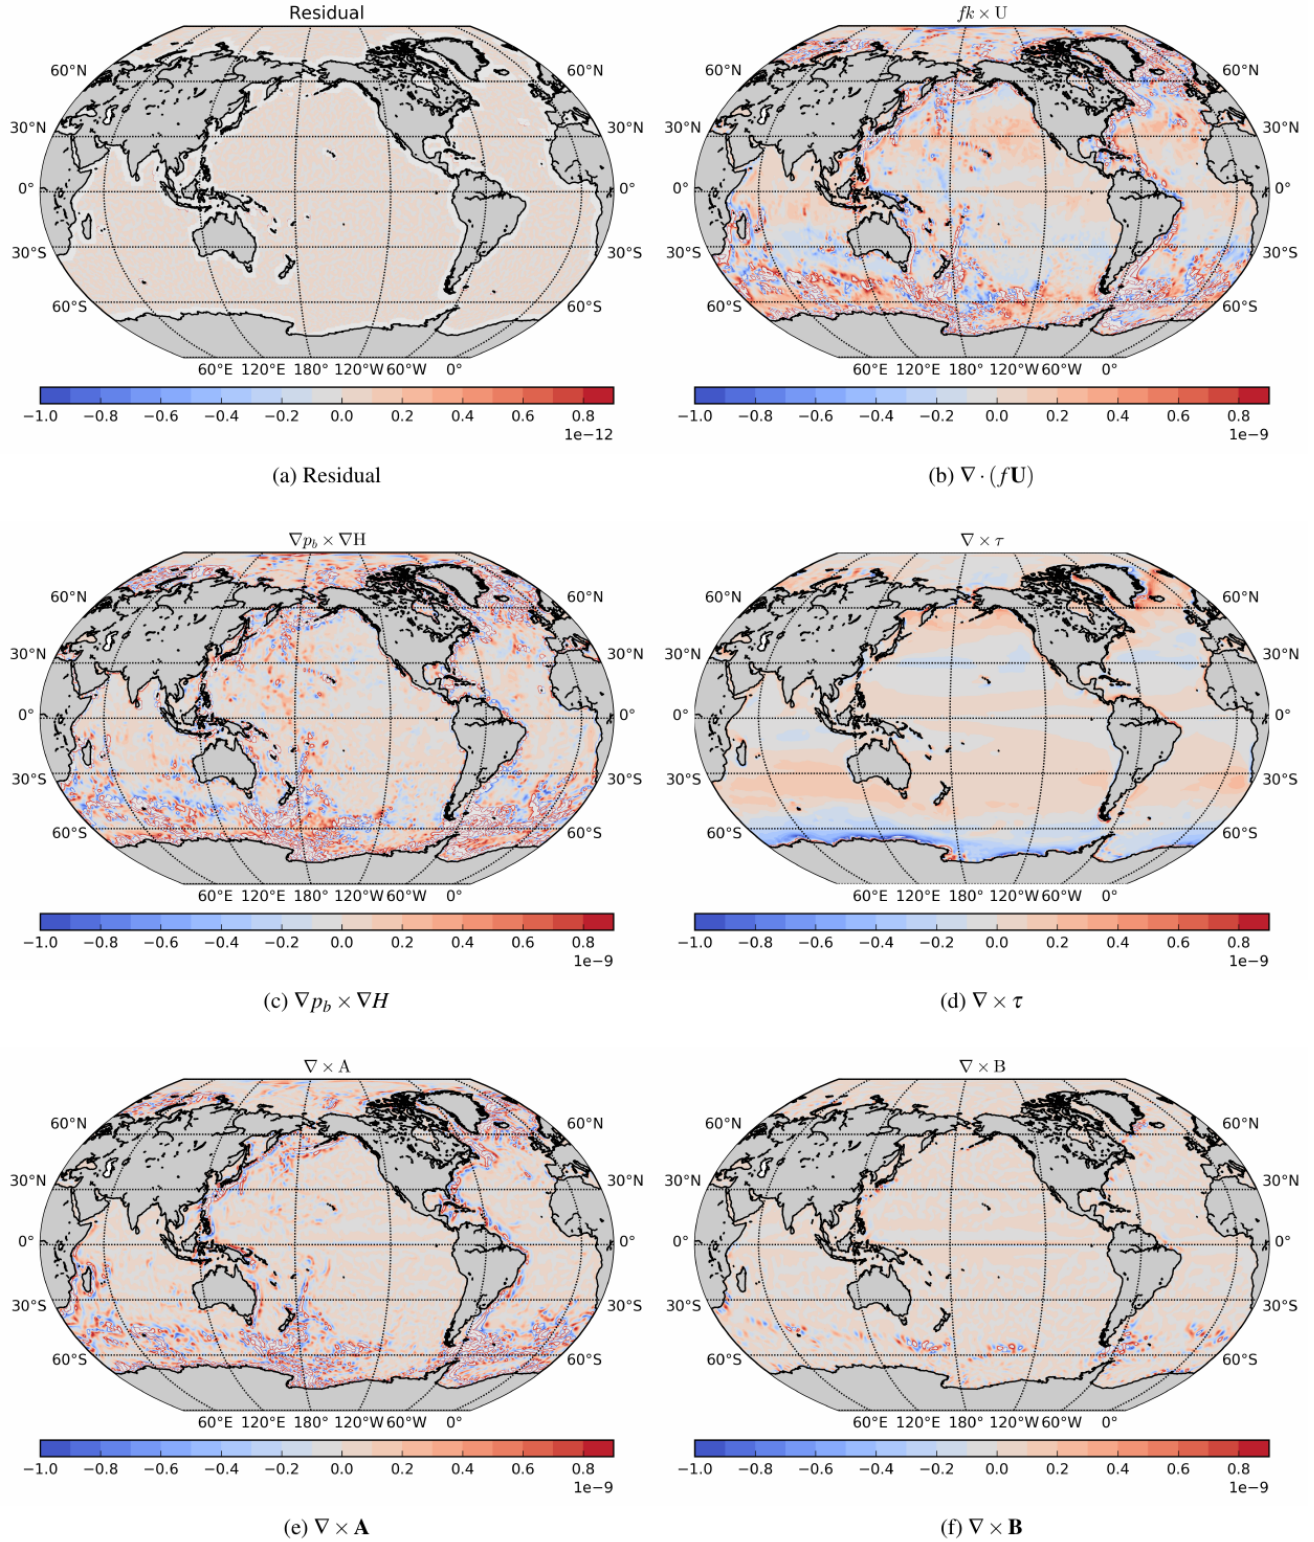 Residual
60°N 60°N
30°N 30°N
0° 0°
30°S 30°S
60°S 60°S
60°E 120°E 180° 120°W 60°W 0°
−1.0 −0.8 −0.6 −0.4 −0.2 0.0 0.2 0.4 0.6 0.8
1e−12
(a) Residual
fk × U
60°N 60°N
30°N 30°N
0° 0°
30°S 30°S
60°S 60°S
60°E 120°E 180° 120°W 60°W 0°
−1.0 −0.8 −0.6 −0.4 −0.2 0.0 0.2 0.4 0.6 0.8
1e−9
(b) ∇ · (fU)
∇p_b × ∇H
60°N 60°N
30°N 30°N
0° 0°
30°S 30°S
60°S 60°S
60°E 120°E 180° 120°W 60°W 0°
−1.0 −0.8 −0.6 −0.4 −0.2 0.0 0.2 0.4 0.6 0.8
1e−9
(c) ∇p_b × ∇H
∇ × τ
60°N 60°N
30°N 30°N
0° 0°
30°S 30°S
60°S 60°S
60°E 120°E 180° 120°W 60°W 0°
−1.0 −0.8 −0.6 −0.4 −0.2 0.0 0.2 0.4 0.6 0.8
1e−9
(d) ∇ × τ
∇ × A
60°N 60°N
30°N 30°N
0° 0°
30°S 30°S
60°S 60°S
60°E 120°E 180° 120°W 60°W 0°
−1.0 −0.8 −0.6 −0.4 −0.2 0.0 0.2 0.4 0.6 0.8
1e−9
(e) ∇ × A
∇ × B
60°N 60°N
30°N 30°N
0° 0°
30°S 30°S
60°S 60°S
60°E 120°E 180° 120°W 60°W 0°
−1.0 −0.8 −0.6 −0.4 −0.2 0.0 0.2 0.4 0.6 0.8
1e−9
(f) ∇ × B